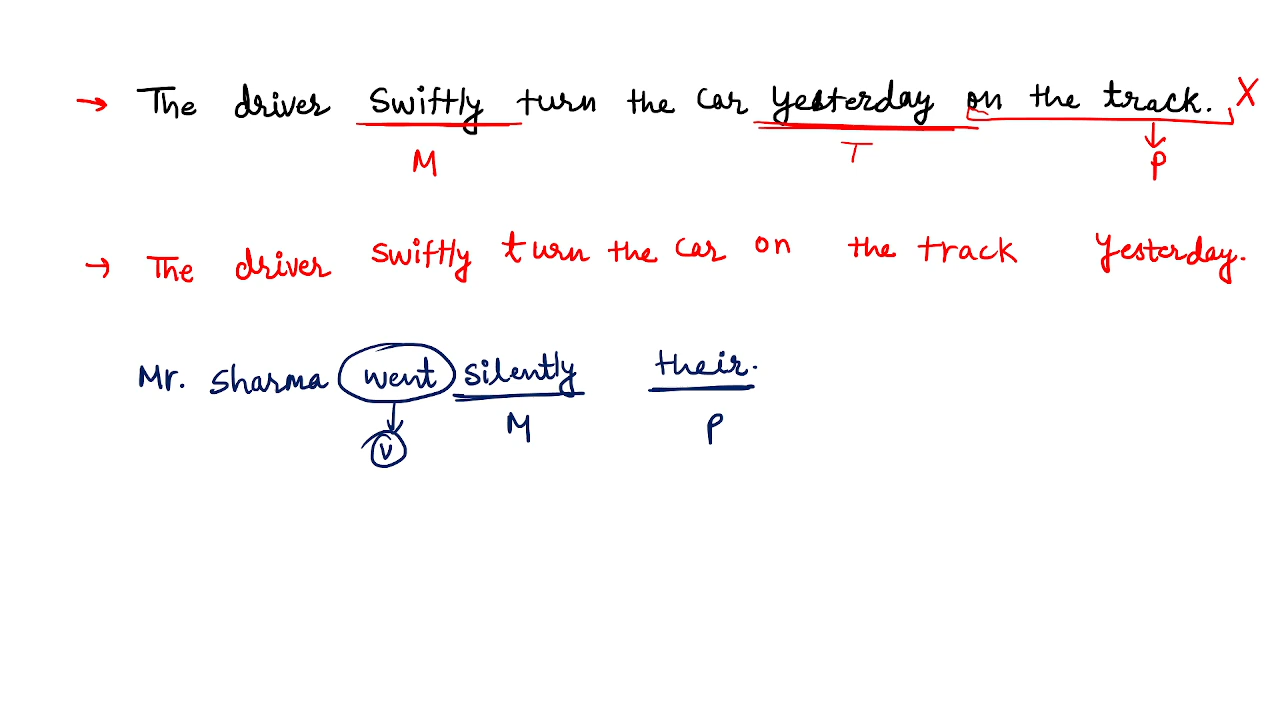 → The driver Swiftly turn the car yesterday on the track. X
M T P
→ The driver swiftly turn the car on the track yesterday.
Mr. Sharma went silently their.
V M P